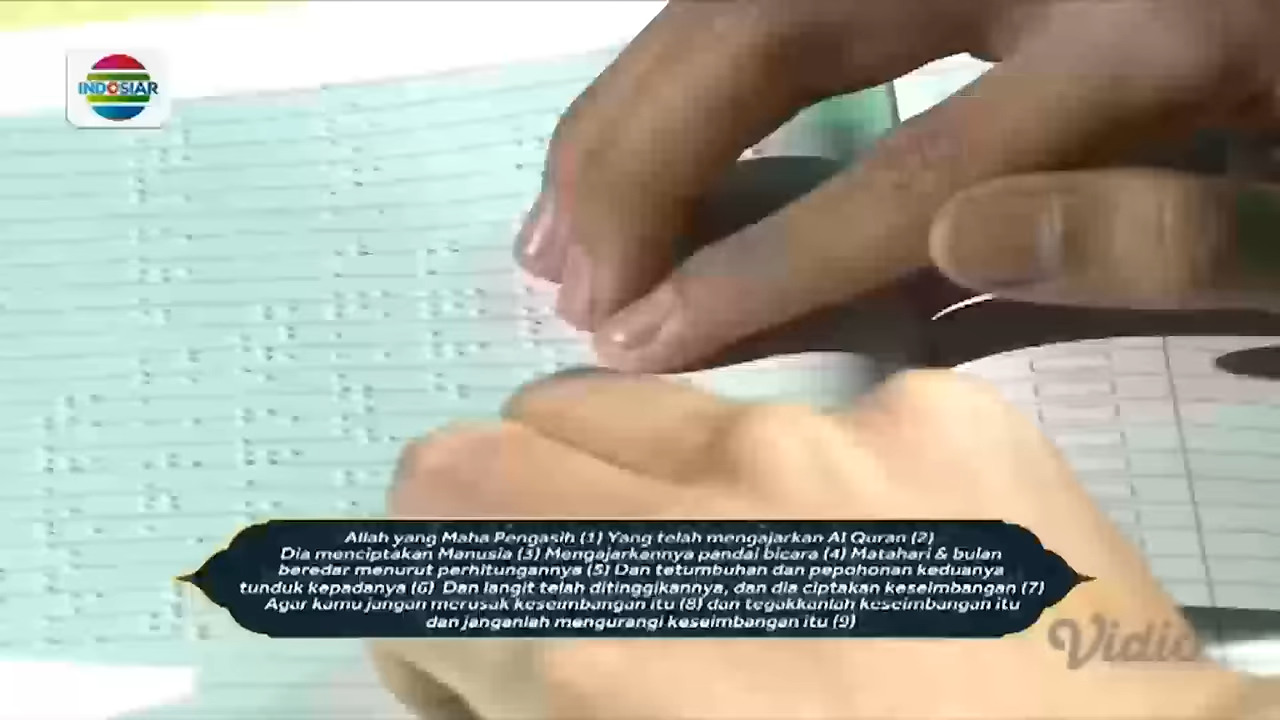 INDOSIAR
Allah yang Maha Pengasih (1) Yang telah mengajarkan Al Quran (2)
Dia menciptakan Manusia (3) Mengajarkannya pandai bicara (4) Matahari & bulan
beredar menurut perhitungannya (5) Dan tetumbuhan dan pepohonan keduanya
tunduk kepadanya (6) Dan langit telah ditinggikannya, dan dia ciptakan keseimbangan (7)
Agar kamu jangan merusak keseimbangan itu (8) dan tegakkanlah keseimbangan itu
dan janganlah mengurangi keseimbangan itu (9)
Vidio